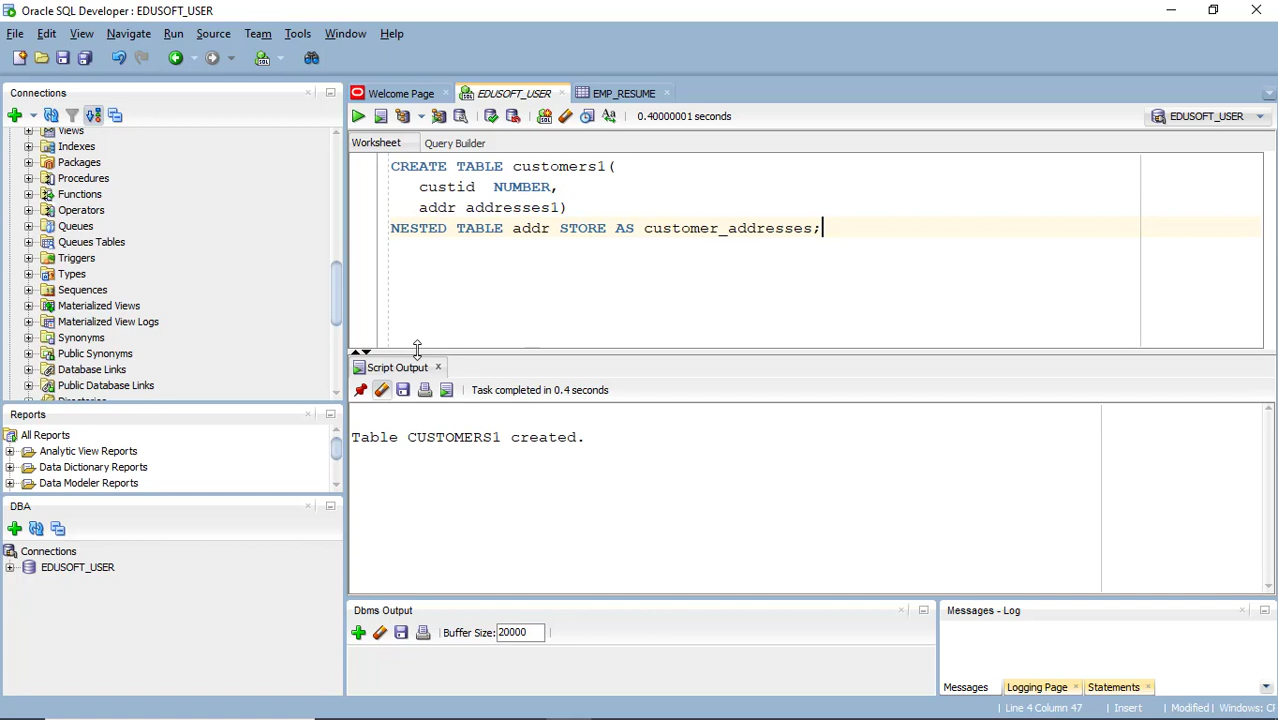 Oracle SQL Developer : EDUSOFT_USER
File Edit View Navigate Run Source Team Tools Window Help
Connections
Views
Indexes
Packages
Procedures
Functions
Operators
Queues
Queues Tables
Triggers
Types
Sequences
Materialized Views
Materialized View Logs
Synonyms
Public Synonyms
Database Links
Public Database Links
Reports
All Reports
Analytic View Reports
Data Dictionary Reports
Data Modeler Reports
DBA
Connections
EDUSOFT_USER
Welcome Page EDUSOFT_USER EMP_RESUME
0.40000001 seconds EDUSOFT_USER
Worksheet Query Builder
CREATE TABLE customers1(
custid NUMBER,
addr addresses1)
NESTED TABLE addr STORE AS customer_addresses;
Script Output
Task completed in 0.4 seconds
Table CUSTOMERS1 created.
Dbms Output
Buffer Size: 20000
Messages - Log
Messages Logging Page Statements
Line 4 Column 47 Insert Modified Windows: